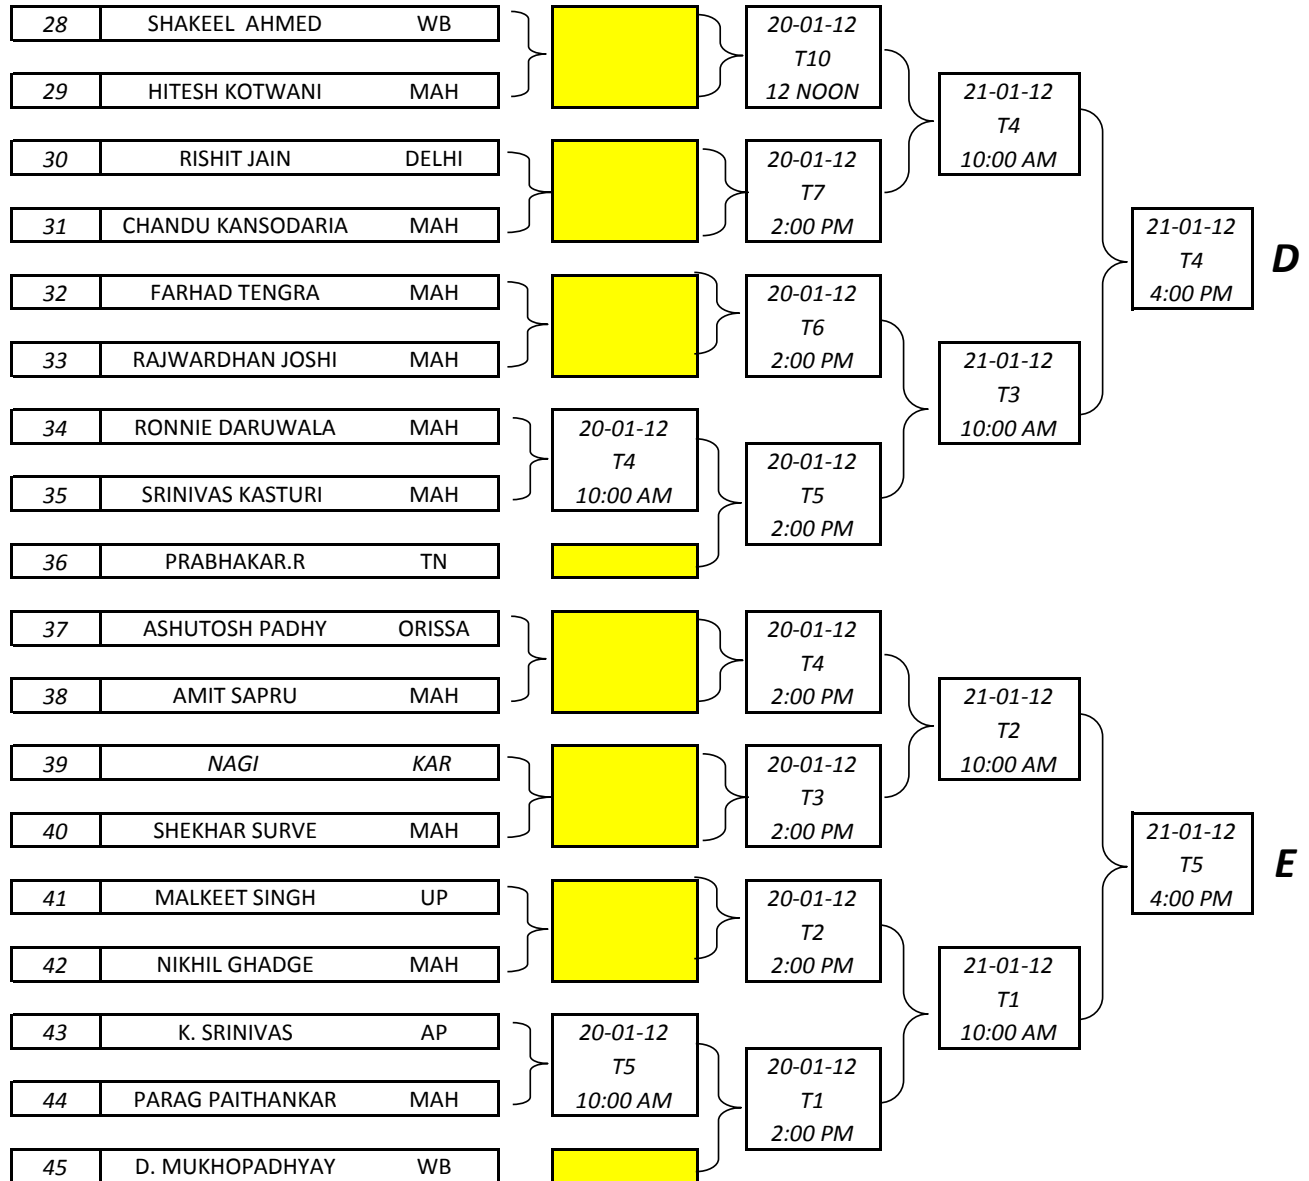 28 SHAKEEL AHMED WB 20-01-12
T10
29 HITESH KOTWANI MAH 12 NOON 21-01-12
T4
30 RISHIT JAIN DELHI 20-01-12 10:00 AM
T7
31 CHANDU KANSODARIA MAH 2:00 PM 21-01-12
T4 D
32 FARHAD TENGRA MAH 20-01-12 4:00 PM
T6
33 RAJWARDHAN JOSHI MAH 2:00 PM 21-01-12
T3
34 RONNIE DARUWALA MAH 20-01-12 10:00 AM
T4 20-01-12
35 SRINIVAS KASTURI MAH 10:00 AM T5
2:00 PM
36 PRABHAKAR.R TN
37 ASHUTOSH PADHY ORISSA 20-01-12
T4
38 AMIT SAPRU MAH 2:00 PM 21-01-12
T2
39 NAGI KAR 20-01-12 10:00 AM
T3
40 SHEKHAR SURVE MAH 2:00 PM 21-01-12
T5 E
41 MALKEET SINGH UP 20-01-12 4:00 PM
T2
42 NIKHIL GHADGE MAH 2:00 PM 21-01-12
T1
43 K. SRINIVAS AP 20-01-12 10:00 AM
T5 20-01-12
44 PARAG PAITHANKAR MAH 10:00 AM T1
2:00 PM
45 D. MUKHOPADHYAY WB